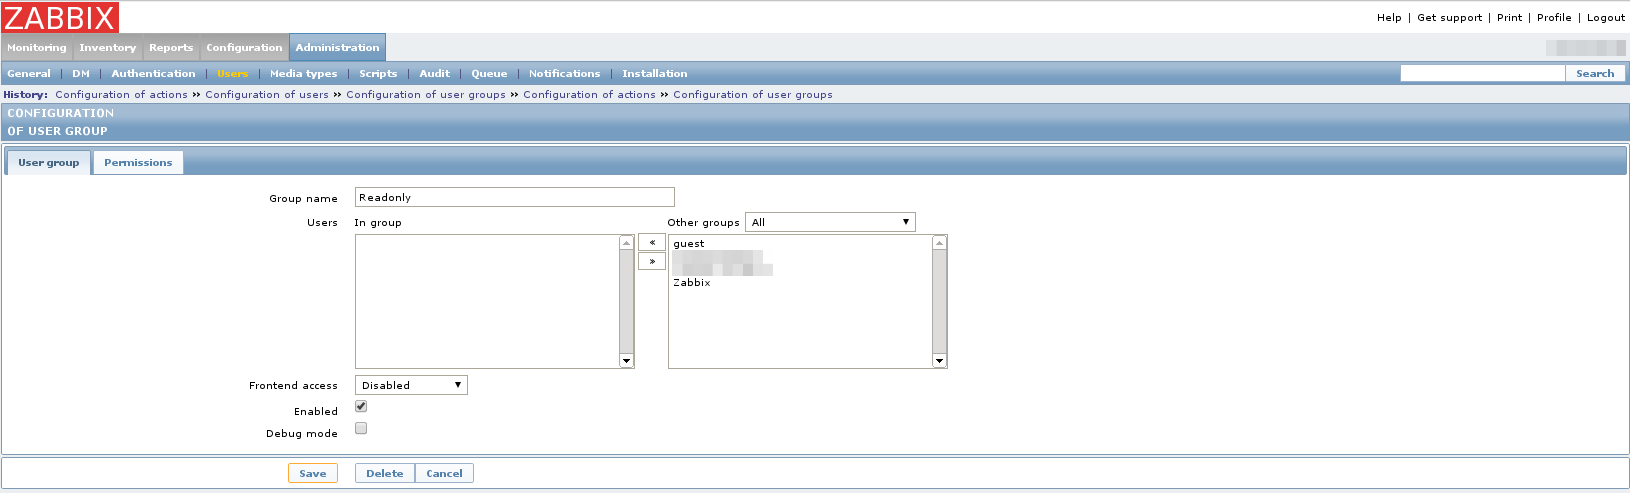 ZABBIX
Help | Get support | Print | Profile | Logout
Monitoring Inventory Reports Configuration Administration
General | DM | Authentication | Users | Media types | Scripts | Audit | Queue | Notifications | Installation Search
History: Configuration of actions » Configuration of users » Configuration of user groups » Configuration of actions » Configuration of user groups
CONFIGURATION
OF USER GROUP
User group Permissions
Group name Readonly
Users In group Other groups All
« guest
»
Zabbix
Frontend access Disabled
Enabled
Debug mode
Save Delete Cancel